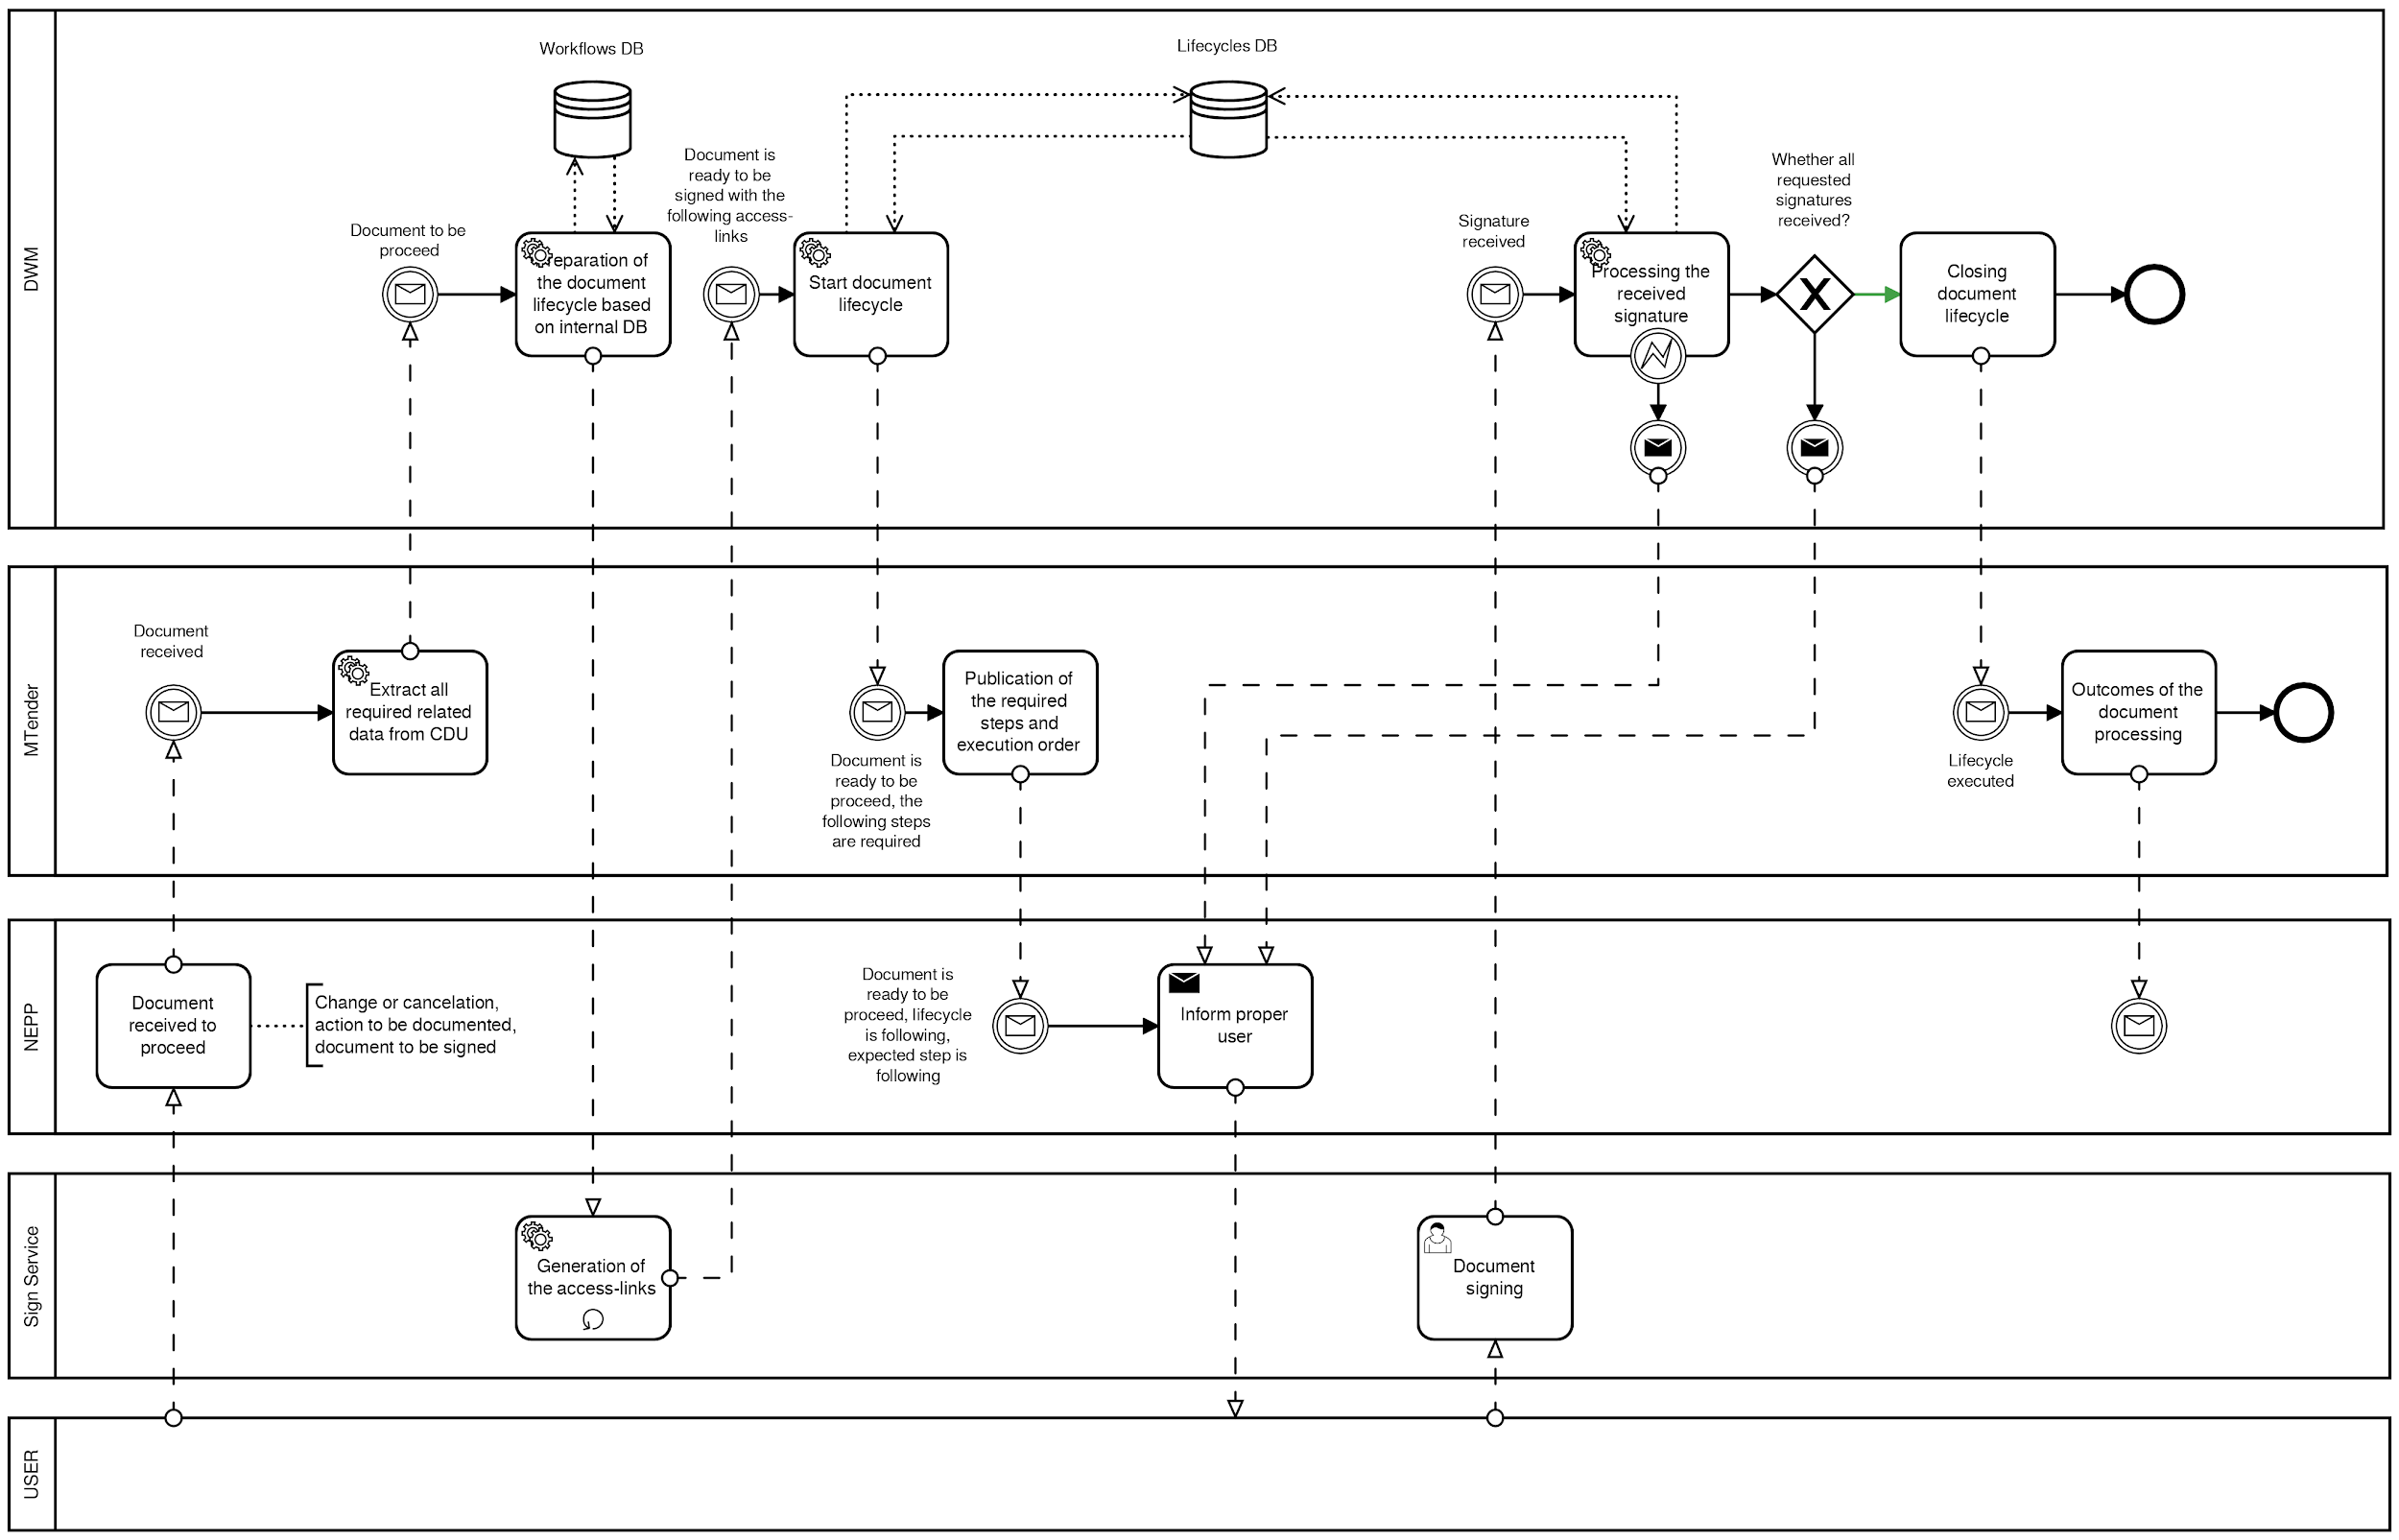 DWM
Workflows DB
Lifecycles DB
Document to be
proceed
eparation of
the document
lifecycle based
on internal DB
Document is
ready to be
signed with the
following access-
links
Start document
lifecycle
Signature
received
Processing the
received
signature
Whether all
requested
signatures
received?
X
Closing
document
lifecycle
MTender
Document
received
Extract all
required related
data from CDU
Document is
ready to be
proceed, the
following steps
are required
Publication of
the required
steps and
execution order
Lifecycle
executed
Outcomes of the
document
processing
NEPP
Document
received to
proceed
Change or cancelation,
action to be documented,
document to be signed
Document is
ready to be
proceed, lifecycle
is following,
expected step is
following
Inform proper
user
Sign Service
Generation of
the access-links
Document
signing
USER